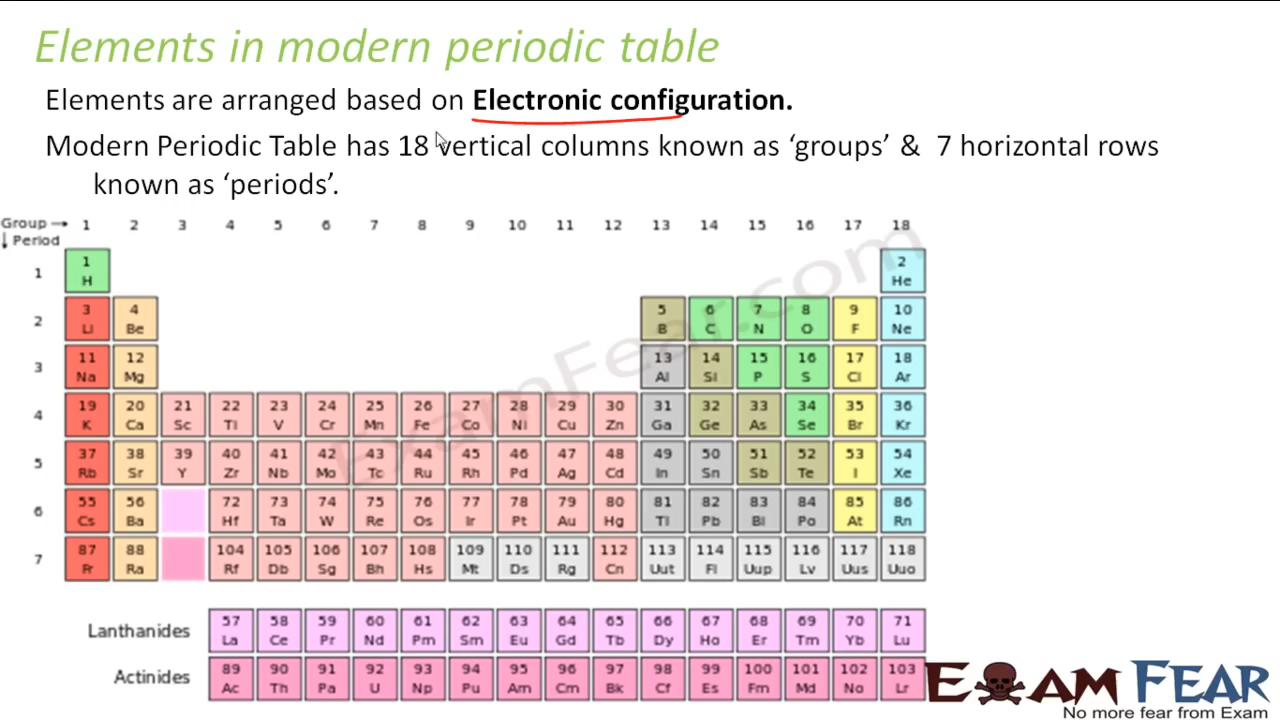 Elements in modern periodic table
Elements are arranged based on Electronic configuration.
Modern Periodic Table has 18 vertical columns known as ‘groups’ & 7 horizontal rows
known as ‘periods’.
Group → 1 2 3 4 5 6 7 8 9 10 11 12 13 14 15 16 17 18
↓ Period
1 1 2
H He
2 3 4 5 6 7 8 9 10
Li Be B C N O F Ne
3 11 12 13 14 15 16 17 18
Na Mg Al Si P S Cl Ar
4 19 20 21 22 23 24 25 26 27 28 29 30 31 32 33 34 35 36
K Ca Sc Ti V Cr Mn Fe Co Ni Cu Zn Ga Ge As Se Br Kr
5 37 38 39 40 41 42 43 44 45 46 47 48 49 50 51 52 53 54
Rb Sr Y Zr Nb Mo Tc Ru Rh Pd Ag Cd In Sn Sb Te I Xe
6 55 56 72 73 74 75 76 77 78 79 80 81 82 83 84 85 86
Cs Ba Hf Ta W Re Os Ir Pt Au Hg Tl Pb Bi Po At Rn
7 87 88 104 105 106 107 108 109 110 111 112 113 114 115 116 117 118
Fr Ra Rf Db Sg Bh Hs Mt Ds Rg Cn Uut Fl Uup Lv Uus Uuo
Lanthanides 57 58 59 60 61 62 63 64 65 66 67 68 69 70 71
La Ce Pr Nd Pm Sm Eu Gd Tb Dy Ho Er Tm Yb Lu
Actinides 89 90 91 92 93 94 95 96 97 98 99 100 101 102 103
Ac Th Pa U Np Pu Am Cm Bk Cf Es Fm Md No Lr
ExamFear.com
EXAM FEAR
No more fear from Exam